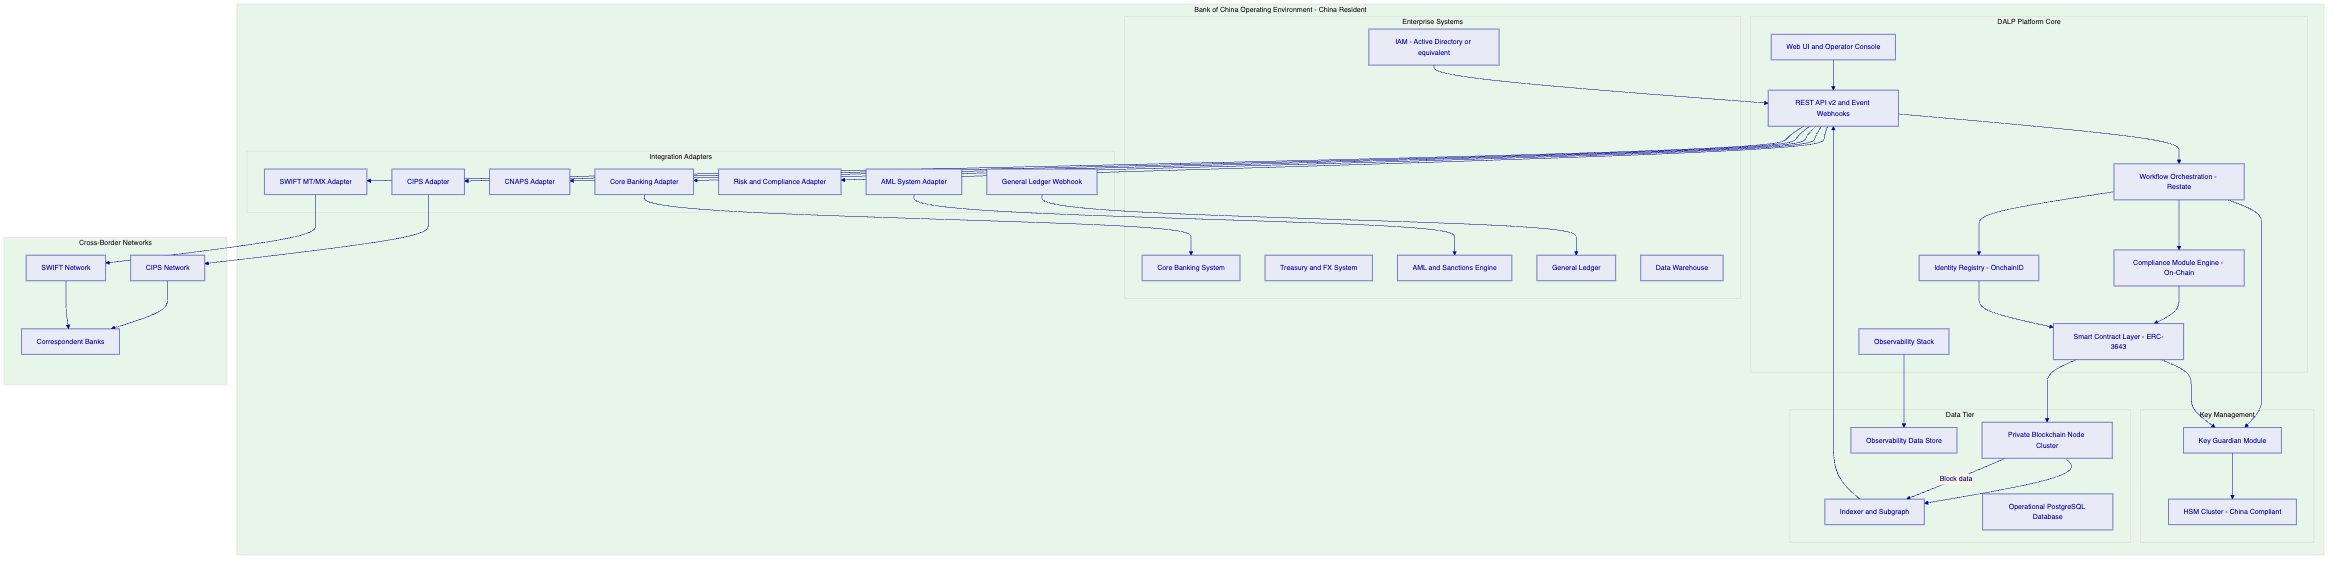 Bank of China Operating Environment - China Resident
Enterprise Systems
IAM - Active Directory or
equivalent
DALP Platform Core
Web UI and Operator Console
REST API v2 and Event
Webhooks
Integration Adapters
SWIFT MT/MX Adapter
CIPS Adapter
CNAPS Adapter
Core Banking Adapter
Risk and Compliance Adapter
AML System Adapter
General Ledger Webhook
Workflow Orchestration -
Restate
Cross-Border Networks
SWIFT Network
CIPS Network
Correspondent Banks
Core Banking System
Treasury and FX System
AML and Sanctions Engine
General Ledger
Data Warehouse
Identity Registry - OnchainID
Compliance Module Engine -
On-Chain
Observability Stack
Smart Contract Layer - ERC-
3643
Data Tier
Observability Data Store
Private Blockchain Node
Cluster
Block data
Indexer and Subgraph
Operational PostgreSQL
Database
Key Management
Key Guardian Module
HSM Cluster - China Compliant